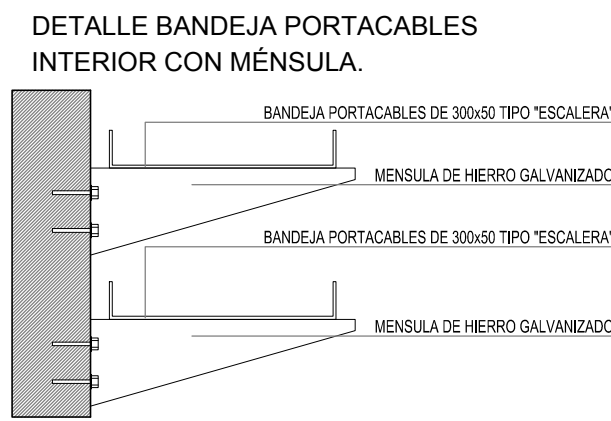 DETALLE BANDEJA PORTACABLES
INTERIOR CON MÉNSULA.
BANDEJA PORTACABLES DE 300x50 TIPO "ESCALERA"
MENSULA DE HIERRO GALVANIZADO
BANDEJA PORTACABLES DE 300x50 TIPO "ESCALERA"
MENSULA DE HIERRO GALVANIZADO